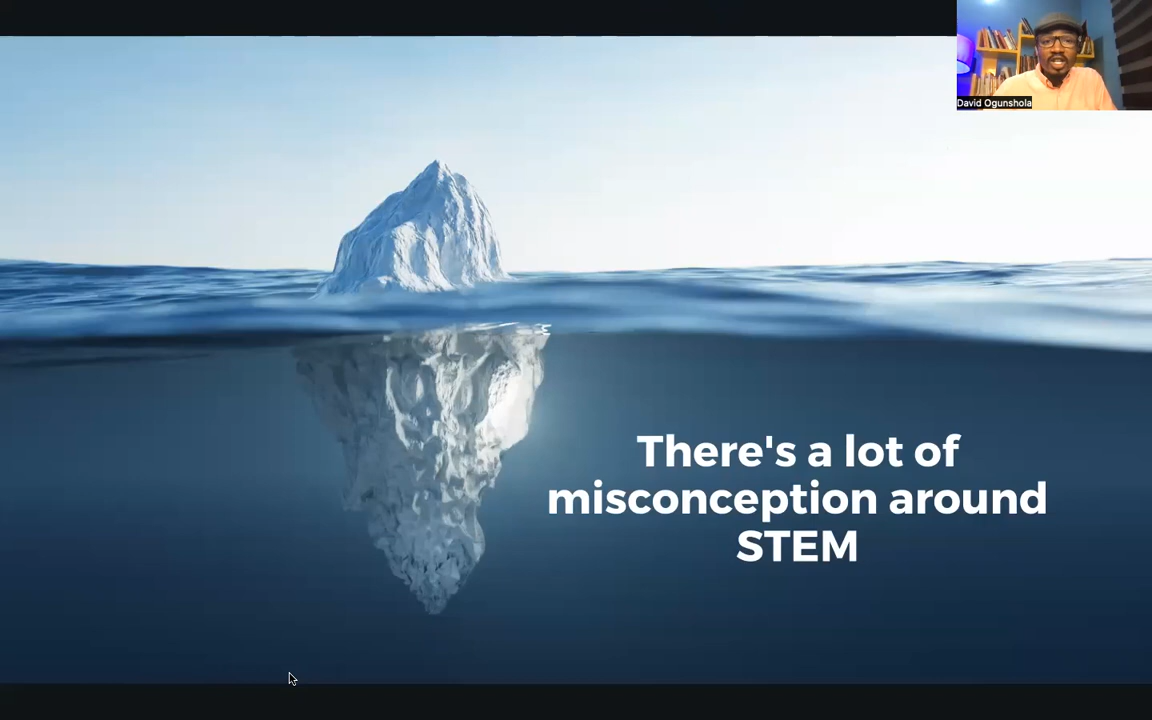 David Ogunshola
There's a lot of
misconception around
STEM